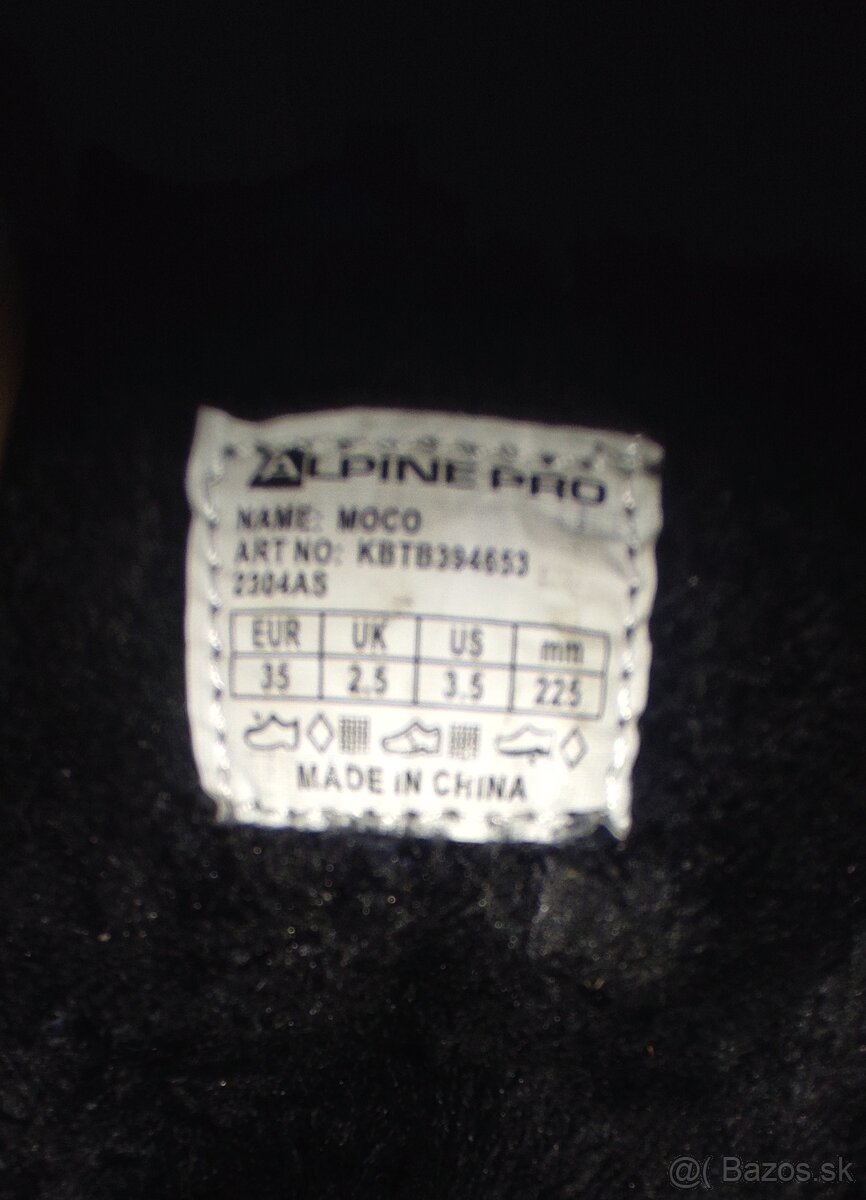 ALPINE PRO
NAME: MOCO
ART NO: KBTB394653
2304AS
EUR UK US mm
35 2.5 3.5 225
MADE IN CHINA
@( Bazos.sk